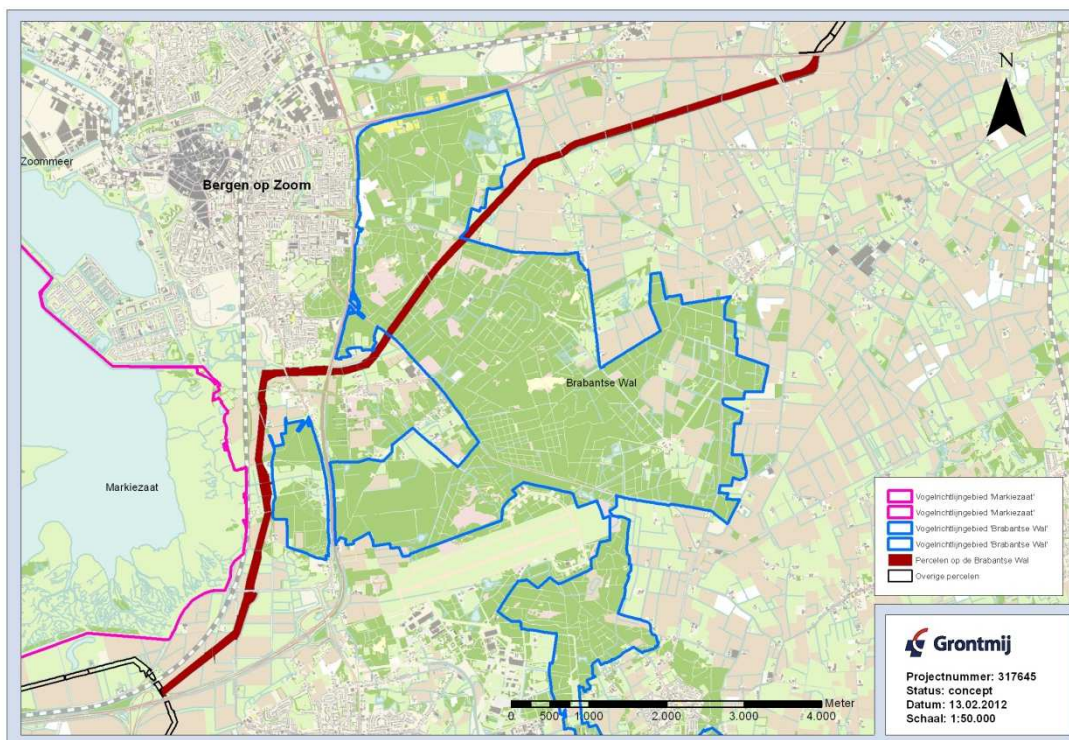 N
Zoommeer
Bergen op Zoom
Brabantse Wal
Markiezaat
Vogelrichtlijngebied 'Markiezaat'
Vogelrichtlijngebied 'Markiezaat'
Vogelrichtlijngebied 'Brabantse Wal'
Vogelrichtlijngebied 'Brabantse Wal'
Percelen op de Brabantse Wal
Overige percelen
Grontmij
Projectnummer: 317645
Status: concept
Datum: 13.02.2012
Schaal: 1:50.000
Meter
0 500 1.000 2.000 3.000 4.000